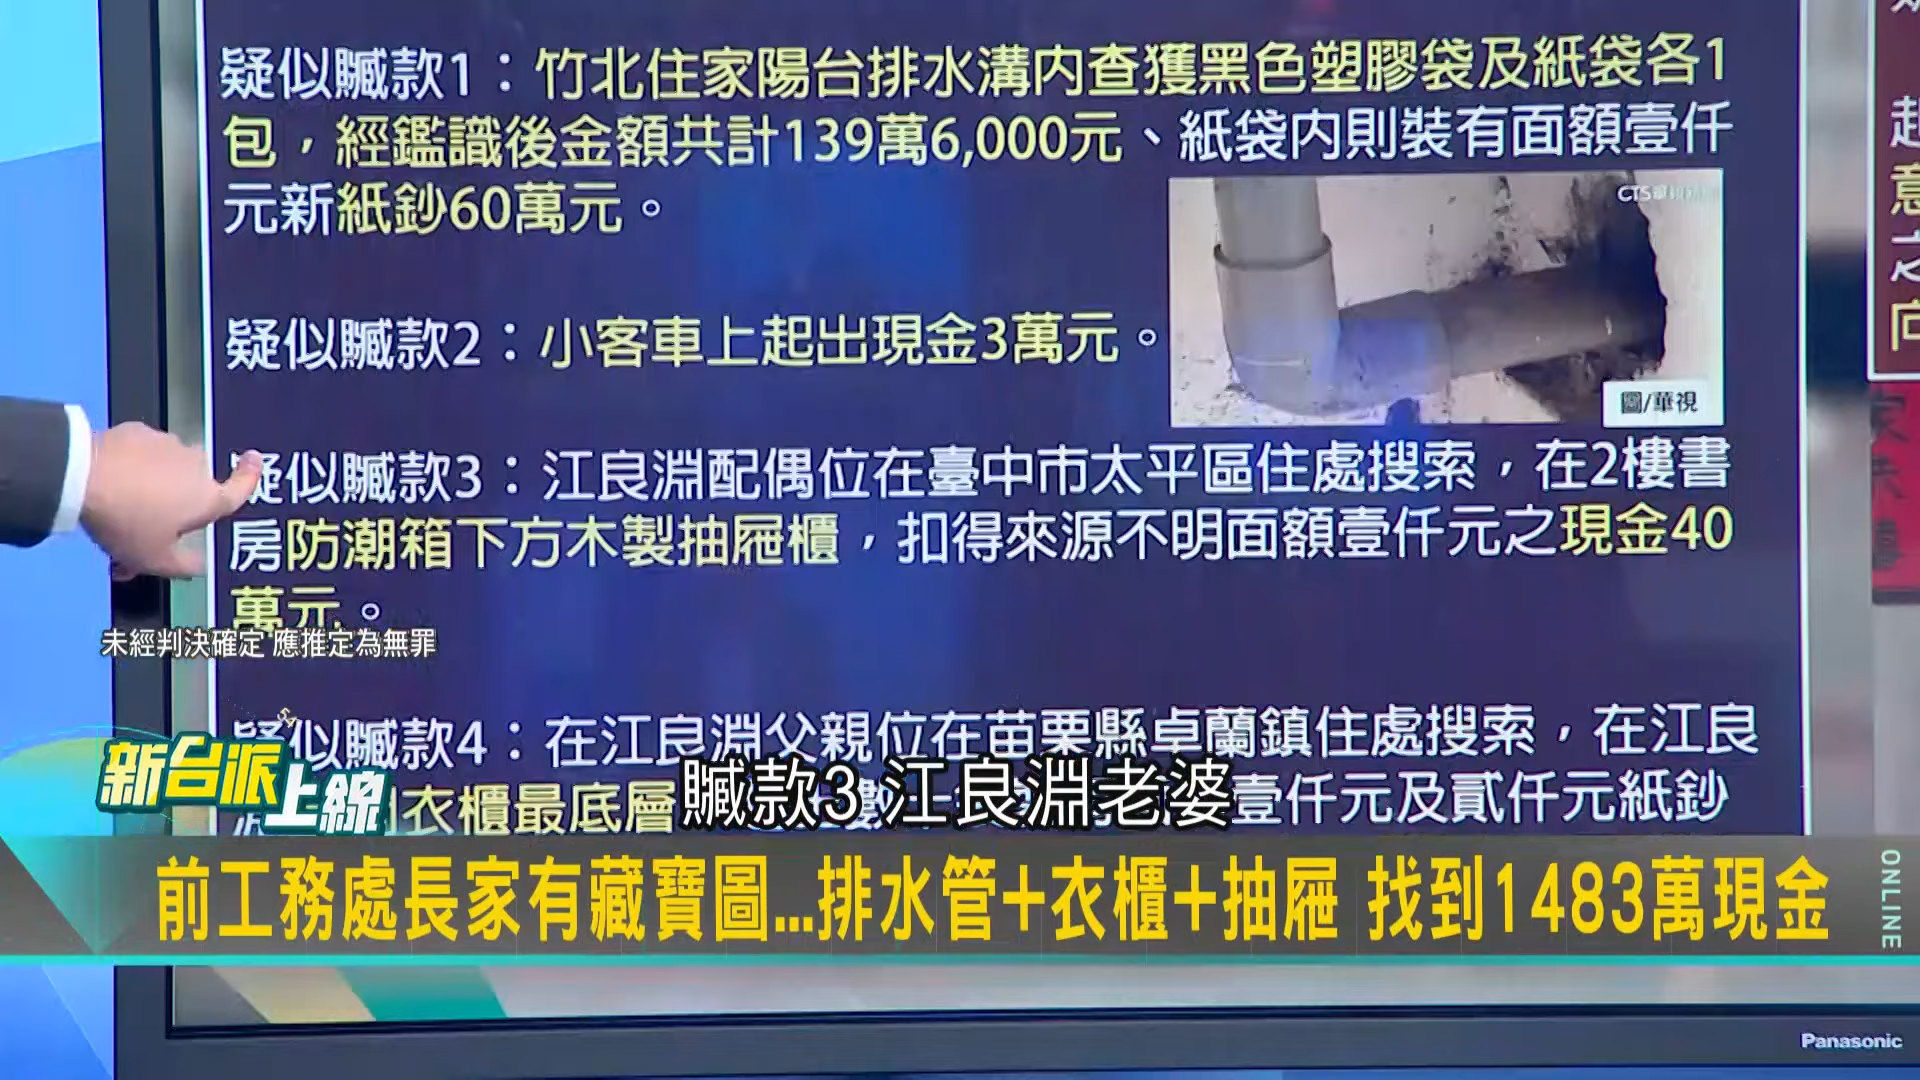 疑似贓款1：竹北住家陽台排水溝內查獲黑色塑膠袋及紙袋各1
包，經鑑識後金額共計139萬6,000元、紙袋內則裝有面額壹仟
元新紙鈔60萬元。
CTS
圖/華視
疑似贓款2：小客車上起出現金3萬元。
疑似贓款3：江良淵配偶位在臺中市太平區住處搜索，在2樓書
房防潮箱下方木製抽屜櫃，扣得來源不明面額壹仟元之現金40
萬元。
未經判決確定 應推定為無罪
疑似贓款4：在江良淵父親位在苗栗縣卓蘭鎮住處搜索，在江良
衣櫃最底層 壹仟元及貳仟元紙鈔
意
之
向
新台派上線
贓款3 江良淵老婆
前工務處長家有藏寶圖...排水管+衣櫃+抽屜 找到1483萬現金
ONLINE
Panasonic